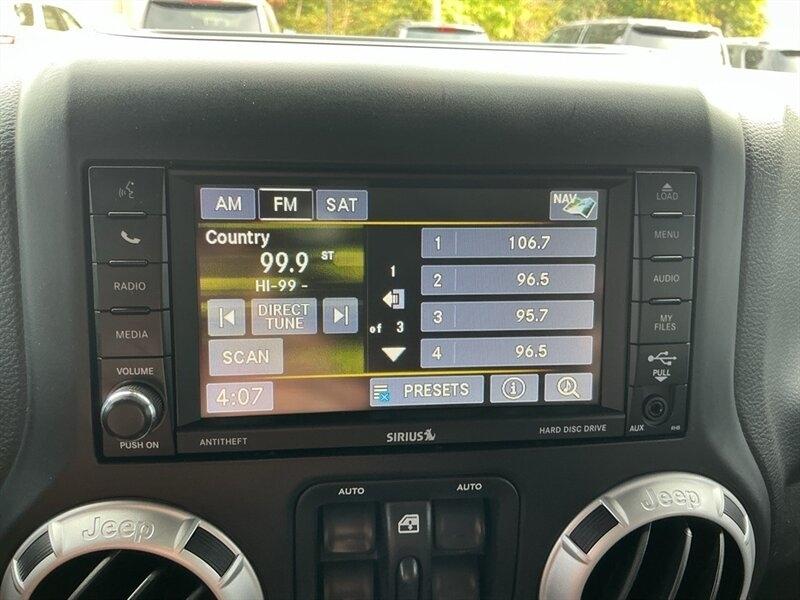 AM FM SAT NAV
Country
99.9 ST
HI-99 -
DIRECT
TUNE
SCAN
4:07
1
of 3
1 106.7
2 96.5
3 95.7
4 96.5
PRESETS
RADIO
MEDIA
VOLUME
PUSH ON
LOAD
MENU
AUDIO
MY
FILES
PULL
AUX RHB
ANTITHEFT
SIRIUS
HARD DISC DRIVE
AUTO AUTO
Jeep
Jeep